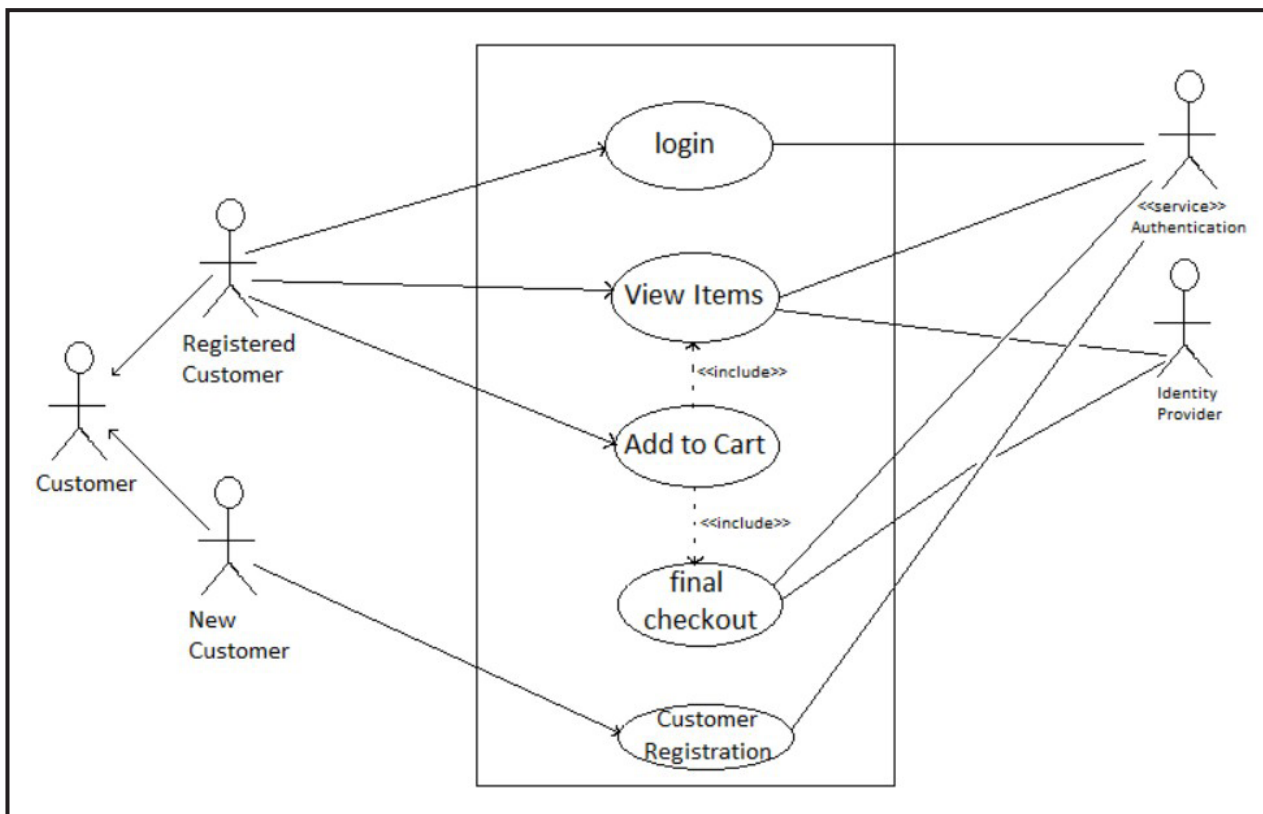 login
<<service>>
Authentication
View Items
Registered
Customer
<<include>>
Identity
Provider
Add to Cart
Customer
<<include>>
final
checkout
New
Customer
Customer
Registration